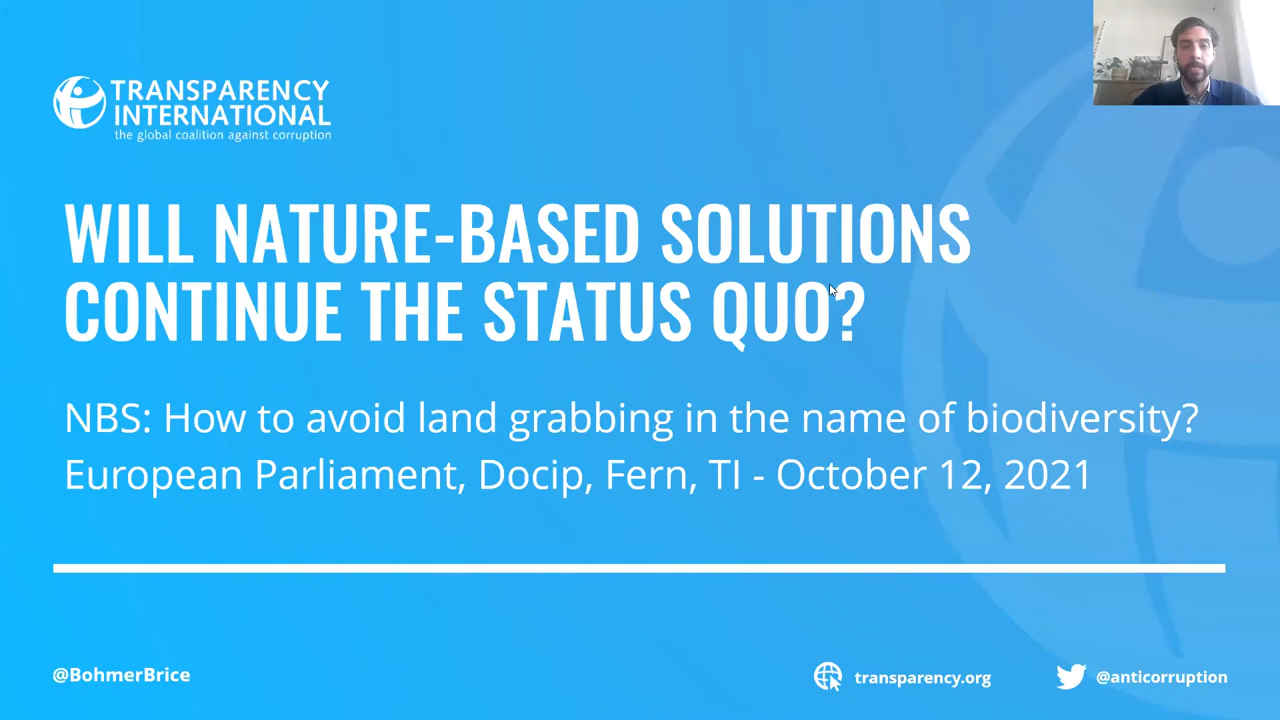 TRANSPARENCY
INTERNATIONAL
the global coalition against corruption
WILL NATURE-BASED SOLUTIONS
CONTINUE THE STATUS QUO?
NBS: How to avoid land grabbing in the name of biodiversity?
European Parliament, Docip, Fern, TI - October 12, 2021
@BohmerBrice
transparency.org
@anticorruption